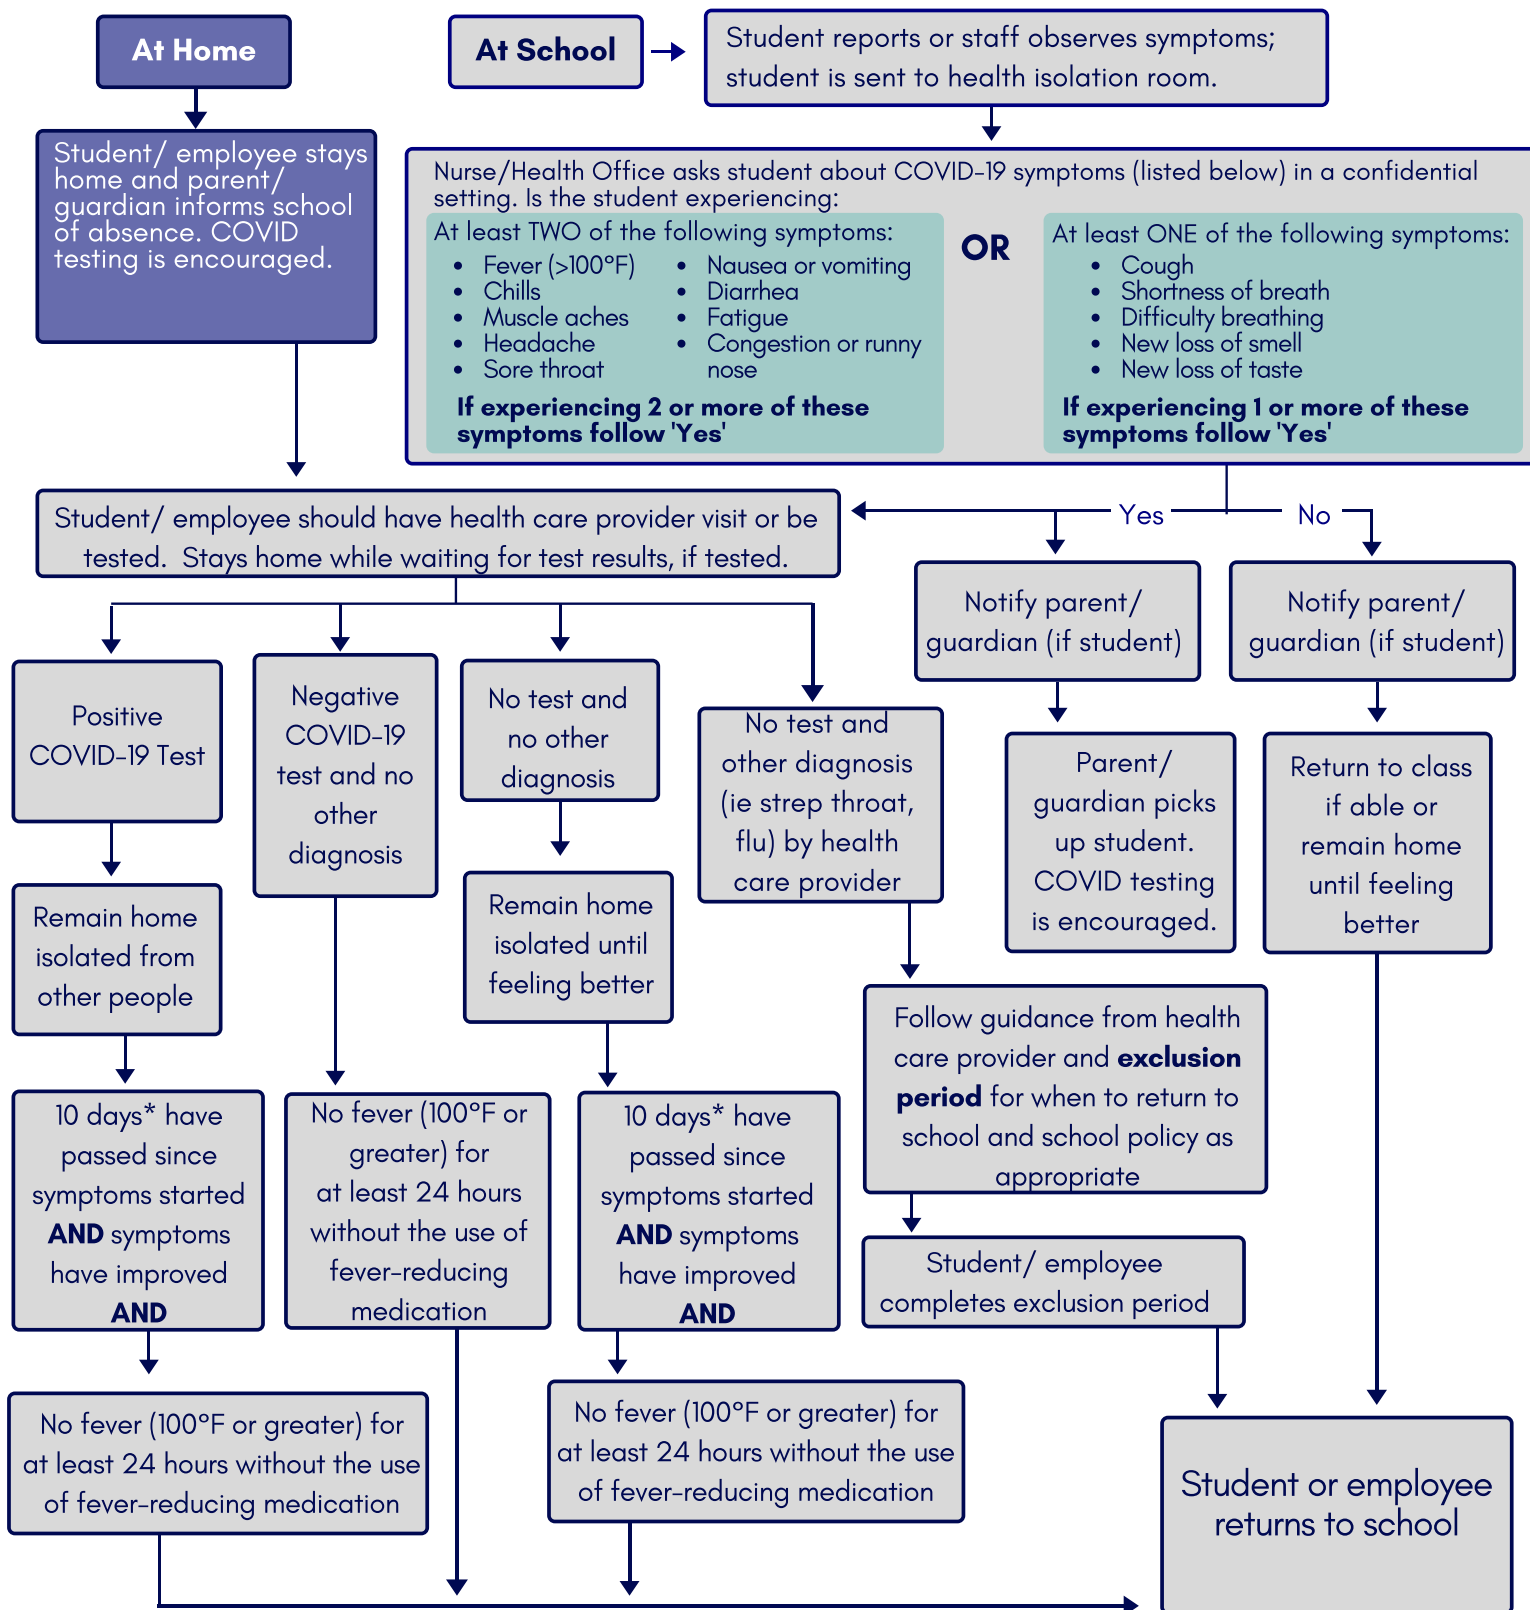 At Home
At School
Student reports or staff observes symptoms;
student is sent to health isolation room.
Student/ employee stays
home and parent/
guardian informs school
of absence. COVID
testing is encouraged.
Nurse/Health Office asks student about COVID-19 symptoms (listed below) in a confidential
setting. Is the student experiencing:
At least TWO of the following symptoms:
• Fever (>100°F)
• Chills
• Muscle aches
• Headache
• Sore throat
• Nausea or vomiting
• Diarrhea
• Fatigue
• Congestion or runny
nose
If experiencing 2 or more of these
symptoms follow 'Yes'
OR
At least ONE of the following symptoms:
• Cough
• Shortness of breath
• Difficulty breathing
• New loss of smell
• New loss of taste
If experiencing 1 or more of these
symptoms follow 'Yes'
Student/ employee should have health care provider visit or be
tested. Stays home while waiting for test results, if tested.
Yes
No
Notify parent/
guardian (if student)
Notify parent/
guardian (if student)
Positive
COVID-19 Test
Negative
COVID-19
test and no
other
diagnosis
No test and
no other
diagnosis
No test and
other diagnosis
(ie strep throat,
flu) by health
care provider
Parent/
guardian picks
up student.
COVID testing
is encouraged.
Return to class
if able or
remain home
until feeling
better
Remain home
isolated from
other people
Remain home
isolated until
feeling better
Follow guidance from health
care provider and exclusion
period for when to return to
school and school policy as
appropriate
10 days* have
passed since
symptoms started
AND symptoms
have improved
AND
No fever (100°F or
greater) for
at least 24 hours
without the use of
fever-reducing
medication
10 days* have
passed since
symptoms started
AND symptoms
have improved
AND
Student/ employee
completes exclusion period
No fever (100°F or greater) for
at least 24 hours without the use
of fever-reducing medication
No fever (100°F or greater) for
at least 24 hours without the use
of fever-reducing medication
Student or employee
returns to school